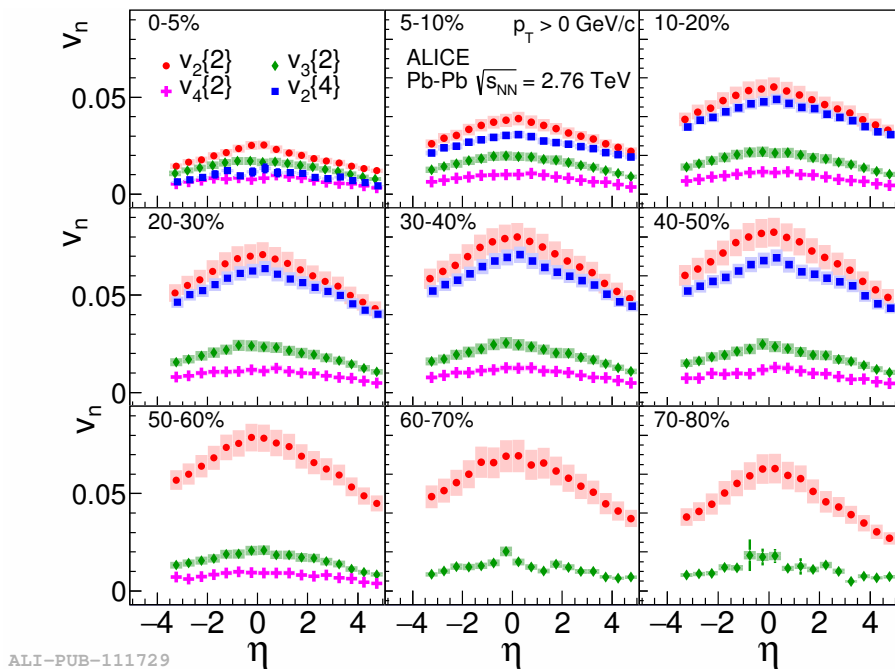 0-5%
5-10%
p_T > 0 GeV/c
10-20%
v_n
v_2{2}
v_3{2}
v_4{2}
v_2{4}
ALICE
Pb-Pb √s_NN = 2.76 TeV
0.05
0
v_n
20-30%
30-40%
40-50%
0.05
0
v_n
50-60%
60-70%
70-80%
0.05
0
−4 −2 0 2 4
−4 −2 0 2 4
−4 −2 0 2 4
η
η
η
ALI-PUB-111729